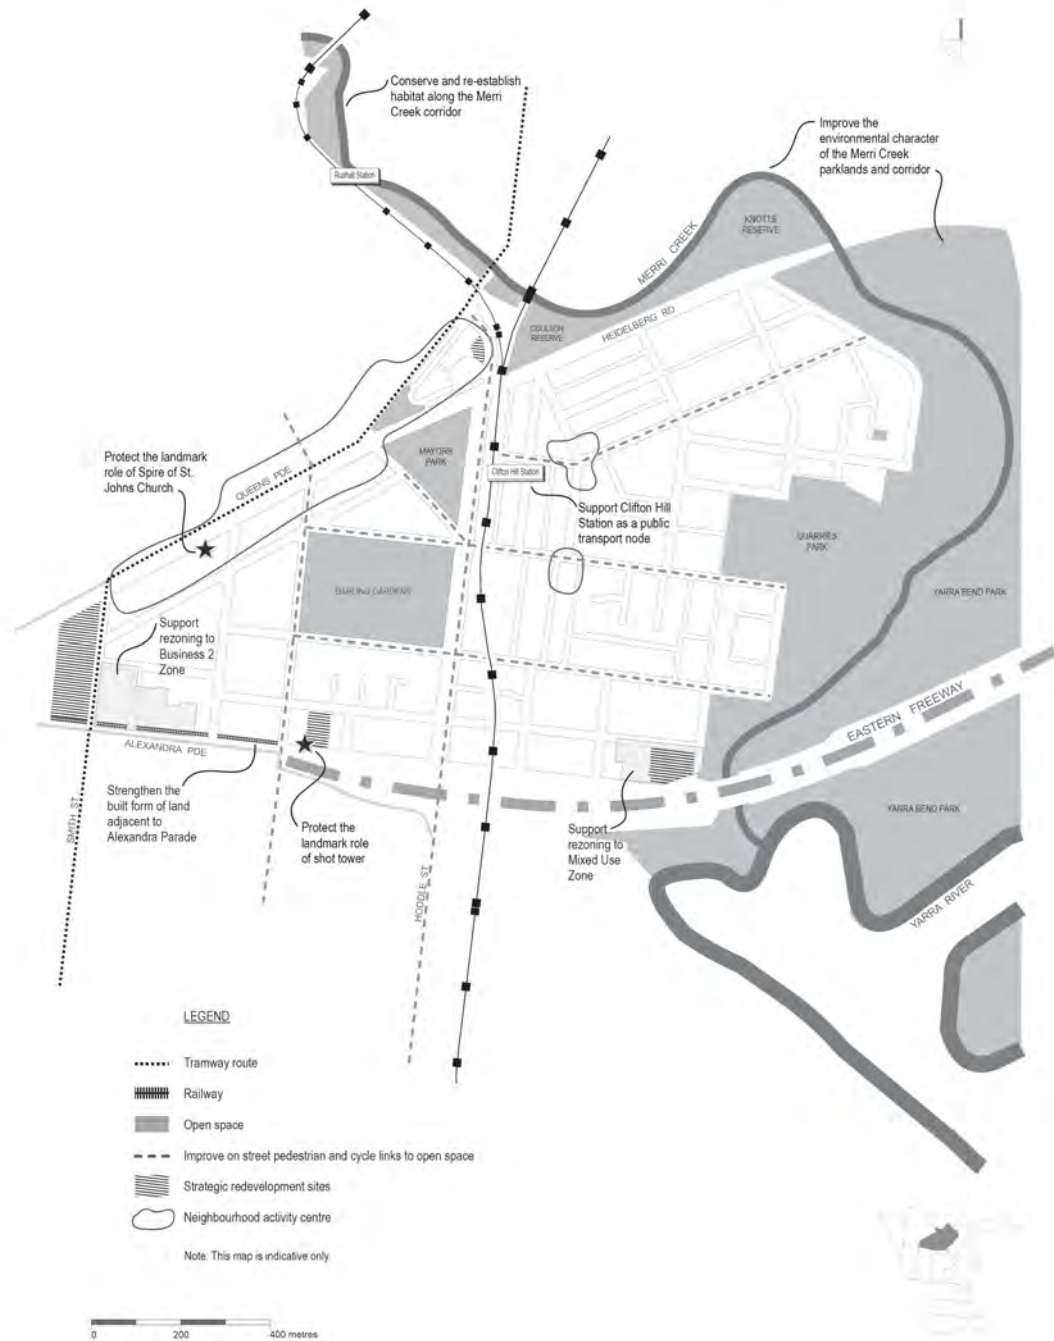 Conserve and re-establish
habitat along the Merri
Creek corridor
Improve the
environmental character
of the Merri Creek
parklands and corridor
Rushall Station
KNOTTS
RESERVE
MERRI CREEK
HEIDELBERG RD
COULSON
RESERVE
MAYORS
PARK
Protect the landmark
role of Spire of St.
Johns Church
QUEENS PDE
Clifton Hill Station
Support Clifton Hill
Station as a public
transport node
QUARRIES
PARK
DARLING GARDENS
YARRA BEND PARK
Support
rezoning to
Business 2
Zone
EASTERN FREEWAY
ALEXANDRA PDE
Strengthen the
built form of land
adjacent to
Alexandra Parade
SMITH ST
Protect the
landmark role
of shot tower
HODDLE ST
Support
rezoning to
Mixed Use
Zone
YARRA BEND PARK
YARRA RIVER
LEGEND
Tramway route
Railway
Open space
Improve on street pedestrian and cycle links to open space
Strategic redevelopment sites
Neighbourhood activity centre
Note: This map is indicative only.
0 200 400 metres